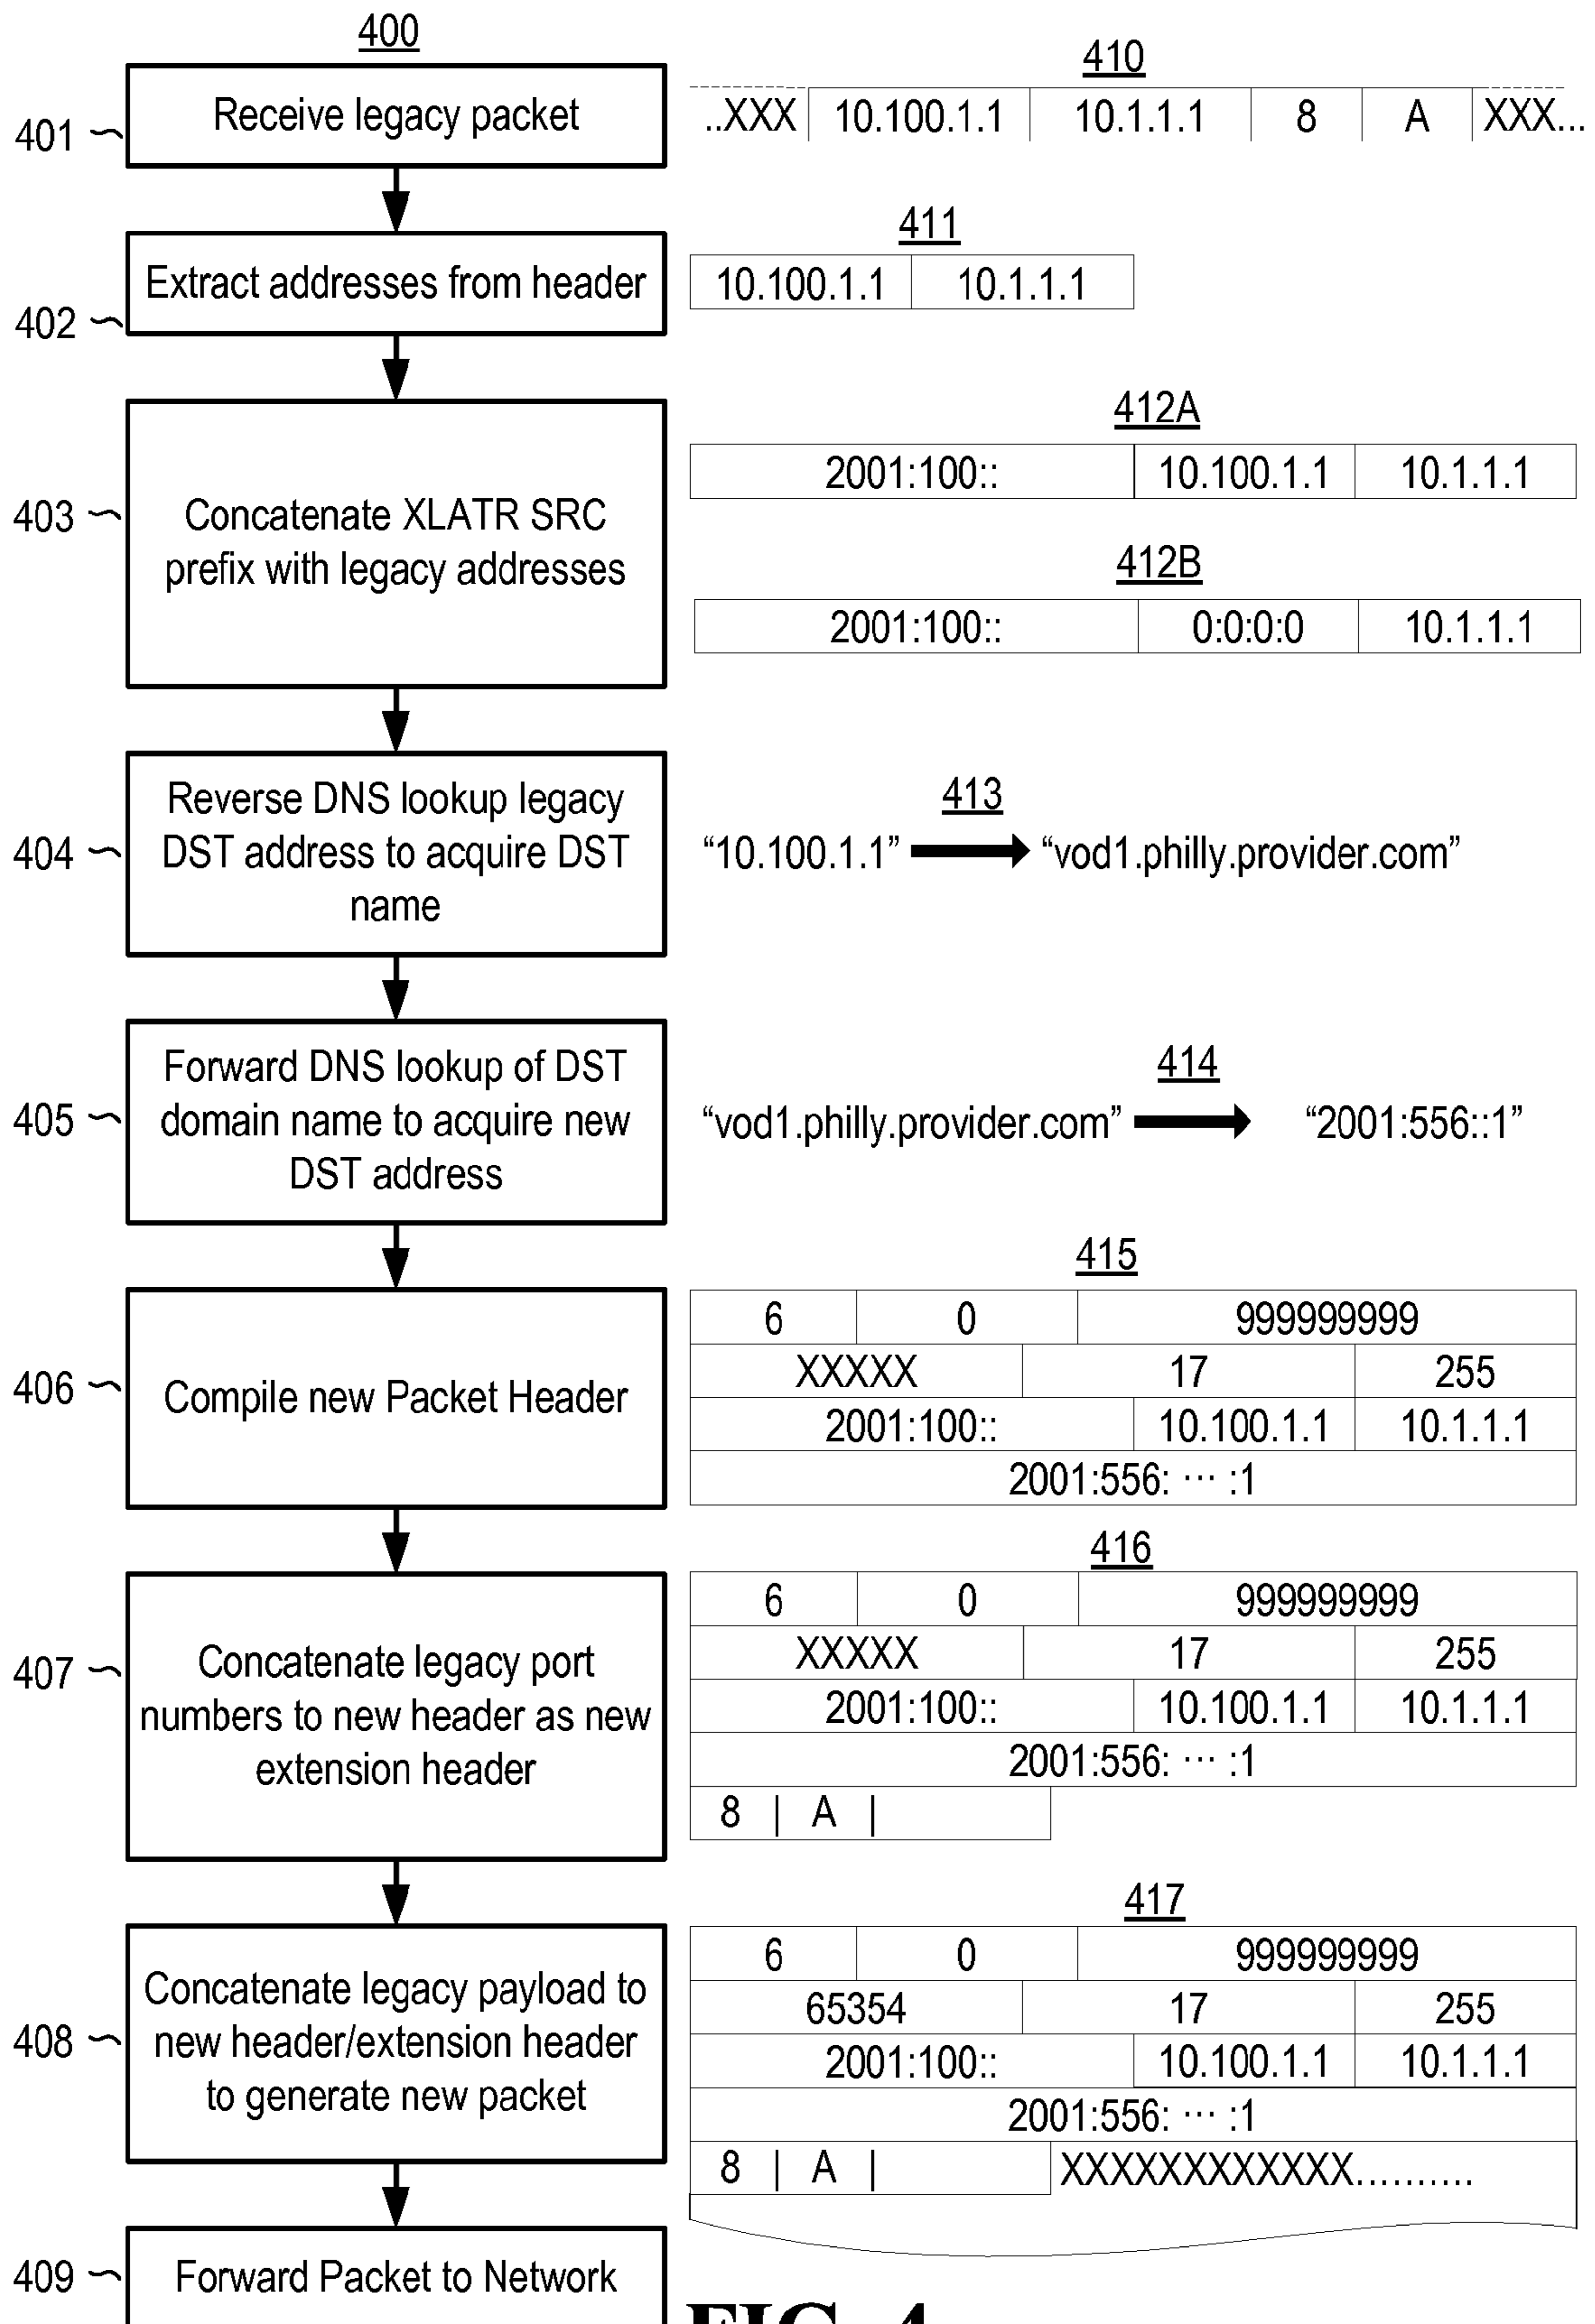 400
401
Receive legacy packet
410
..XXX 10.100.1.1 10.1.1.1 8 A XXX...
402
Extract addresses from header
411
10.100.1.1 10.1.1.1
403
Concatenate XLATR SRC
prefix with legacy addresses
412A
2001:100:: 10.100.1.1 10.1.1.1
412B
2001:100:: 0:0:0:0 10.1.1.1
404
Reverse DNS lookup legacy
DST address to acquire DST
name
413
“10.100.1.1” “vod1.philly.provider.com”
405
Forward DNS lookup of DST
domain name to acquire new
DST address
414
“vod1.philly.provider.com” “2001:556::1”
406
Compile new Packet Header
415
6 0 999999999
XXXXX 17 255
2001:100:: 10.100.1.1 10.1.1.1
2001:556: ··· :1
407
Concatenate legacy port
numbers to new header as new
extension header
416
6 0 999999999
XXXXX 17 255
2001:100:: 10.100.1.1 10.1.1.1
2001:556: ··· :1
8 | A |
408
Concatenate legacy payload to
new header/extension header
to generate new packet
417
6 0 999999999
65354 17 255
2001:100:: 10.100.1.1 10.1.1.1
2001:556: ··· :1
8 | A | XXXXXXXXXXXX..........
409
Forward Packet to Network
FIG. 4